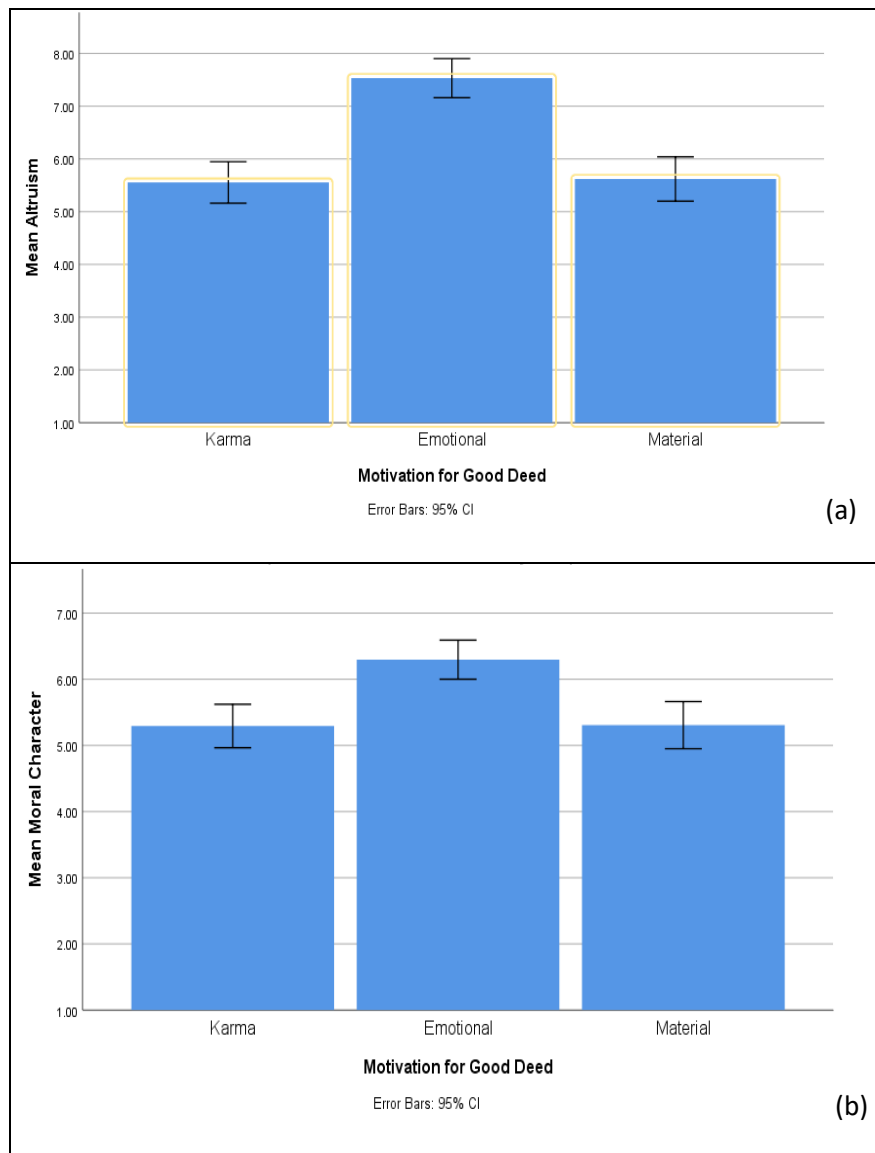 8.00
7.00
6.00
5.00
4.00
3.00
2.00
1.00
Mean Altruism
Karma Emotional Material
Motivation for Good Deed
Error Bars: 95% CI
(a)
7.00
6.00
5.00
4.00
3.00
2.00
1.00
Mean Moral Character
Karma Emotional Material
Motivation for Good Deed
Error Bars: 95% CI
(b)